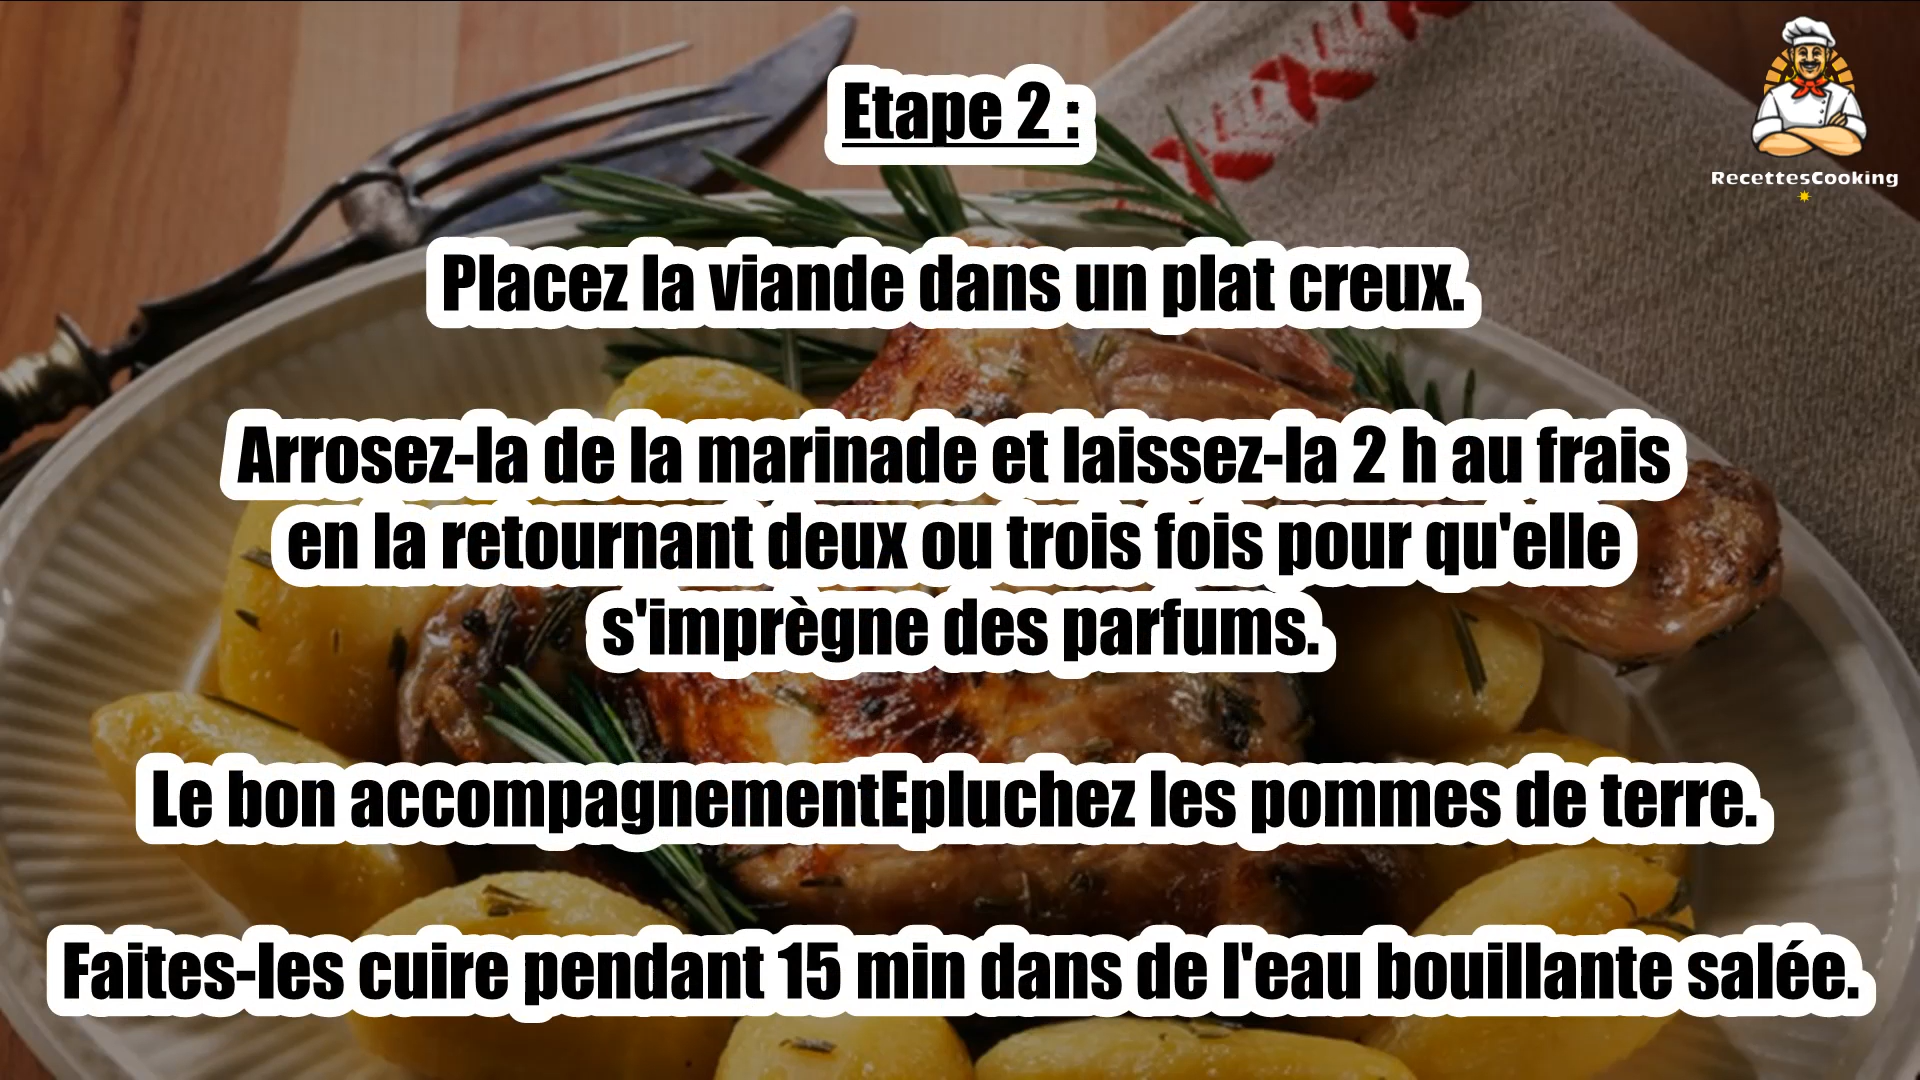 Etape 2 :
RecettesCooking
Placez la viande dans un plat creux.
Arrosez-la de la marinade et laissez-la 2 h au frais
en la retournant deux ou trois fois pour qu'elle
s'imprègne des parfums.
Le bon accompagnementEpluchez les pommes de terre.
Faites-les cuire pendant 15 min dans de l'eau bouillante salée.